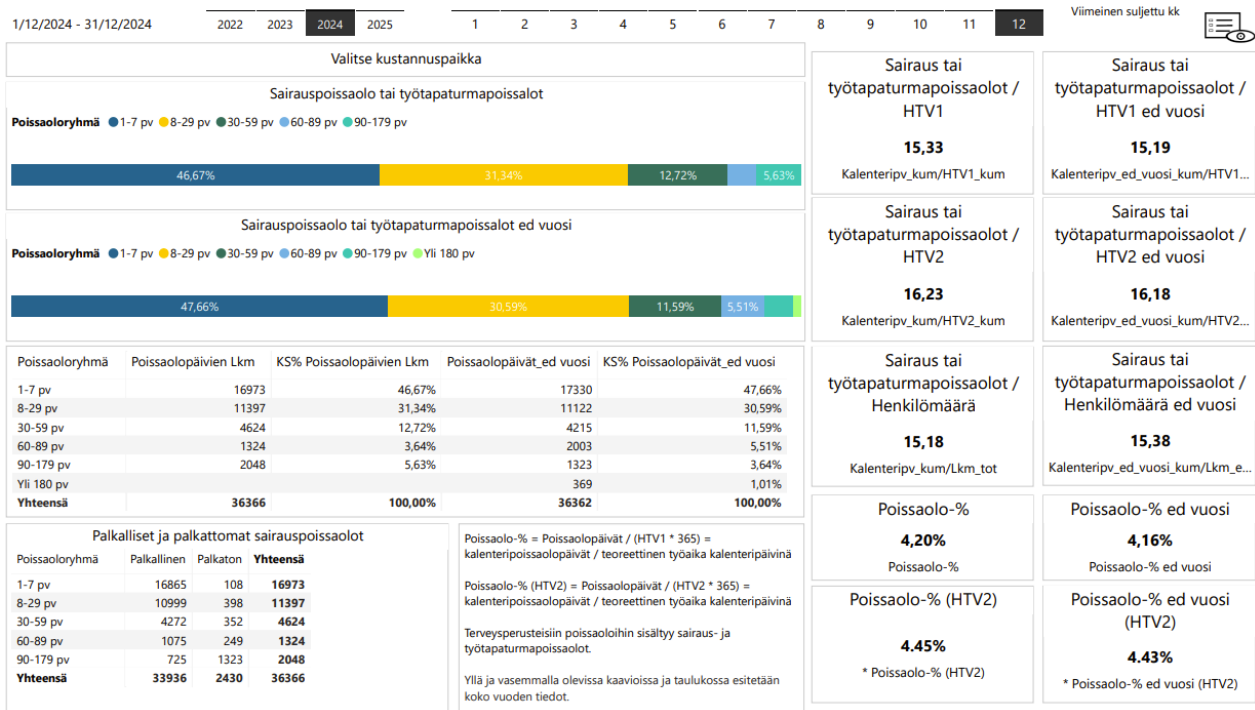 1/12/2024 - 31/12/2024 2022 2023 2024 2025 1 2 3 4 5 6 7 8 9 10 11 12 Viimeinen suljettu kk
Valitse kustannuspaikka
Sairauspoissaolo tai työtapaturmapoissalot
Poissaoloryhmä 1-7 pv 8-29 pv 30-59 pv 60-89 pv 90-179 pv
46,67% 31,34% 12,72% 5,63%
Sairauspoissaolo tai työtapaturmapoissalot ed vuosi
Poissaoloryhmä 1-7 pv 8-29 pv 30-59 pv 60-89 pv 90-179 pv Yli 180 pv
47,66% 30,59% 11,59% 5,51%
Poissaoloryhmä Poissaolopäivien Lkm KS% Poissaolopäivien Lkm Poissaolopäivät_ed vuosi KS% Poissaolopäivät_ed vuosi
1-7 pv 16973 46,67% 17330 47,66%
8-29 pv 11397 31,34% 11122 30,59%
30-59 pv 4624 12,72% 4215 11,59%
60-89 pv 1324 3,64% 2003 5,51%
90-179 pv 2048 5,63% 1323 3,64%
Yli 180 pv 369 1,01%
Yhteensä 36366 100,00% 36362 100,00%
Palkalliset ja palkattomat sairauspoissaolot
Poissaoloryhmä Palkallinen Palkaton Yhteensä
1-7 pv 16865 108 16973
8-29 pv 10999 398 11397
30-59 pv 4272 352 4624
60-89 pv 1075 249 1324
90-179 pv 725 1323 2048
Yhteensä 33936 2430 36366
Poissaolo-% = Poissaolopäivät / (HTV1 * 365) =
kalenteripoissaolopäivät / teoreettinen työaika kalenteripäivinä
Poissaolo-% (HTV2) = Poissaolopäivät / (HTV2 * 365) =
kalenteripoissaolopäivät / teoreettinen työaika kalenteripäivinä
Terveysperusteisiin poissaoloihin sisältyy sairaus- ja
työtapaturmapoissaolot.
Yllä ja vasemmalla olevissa kaavioissa ja taulukossa esitetään
koko vuoden tiedot.
Sairaus tai
työtapaturmapoissaolot /
HTV1
15,33
Kalenteripv_kum/HTV1_kum
Sairaus tai
työtapaturmapoissaolot /
HTV1 ed vuosi
15,19
Kalenteripv_ed_vuosi_kum/HTV1...
Sairaus tai
työtapaturmapoissaolot /
HTV2
16,23
Kalenteripv_kum/HTV2_kum
Sairaus tai
työtapaturmapoissaolot /
HTV2 ed vuosi
16,18
Kalenteripv_ed_vuosi_kum/HTV2...
Sairaus tai
työtapaturmapoissaolot /
Henkilömäärä
15,18
Kalenteripv_kum/Lkm_tot
Sairaus tai
työtapaturmapoissaolot /
Henkilömäärä ed vuosi
15,38
Kalenteripv_ed_vuosi_kum/Lkm_e...
Poissaolo-%
4,20%
Poissaolo-%
Poissaolo-% ed vuosi
4,16%
Poissaolo-% ed vuosi
Poissaolo-% (HTV2)
4.45%
* Poissaolo-% (HTV2)
Poissaolo-% ed vuosi
(HTV2)
4.43%
* Poissaolo-% ed vuosi (HTV2)